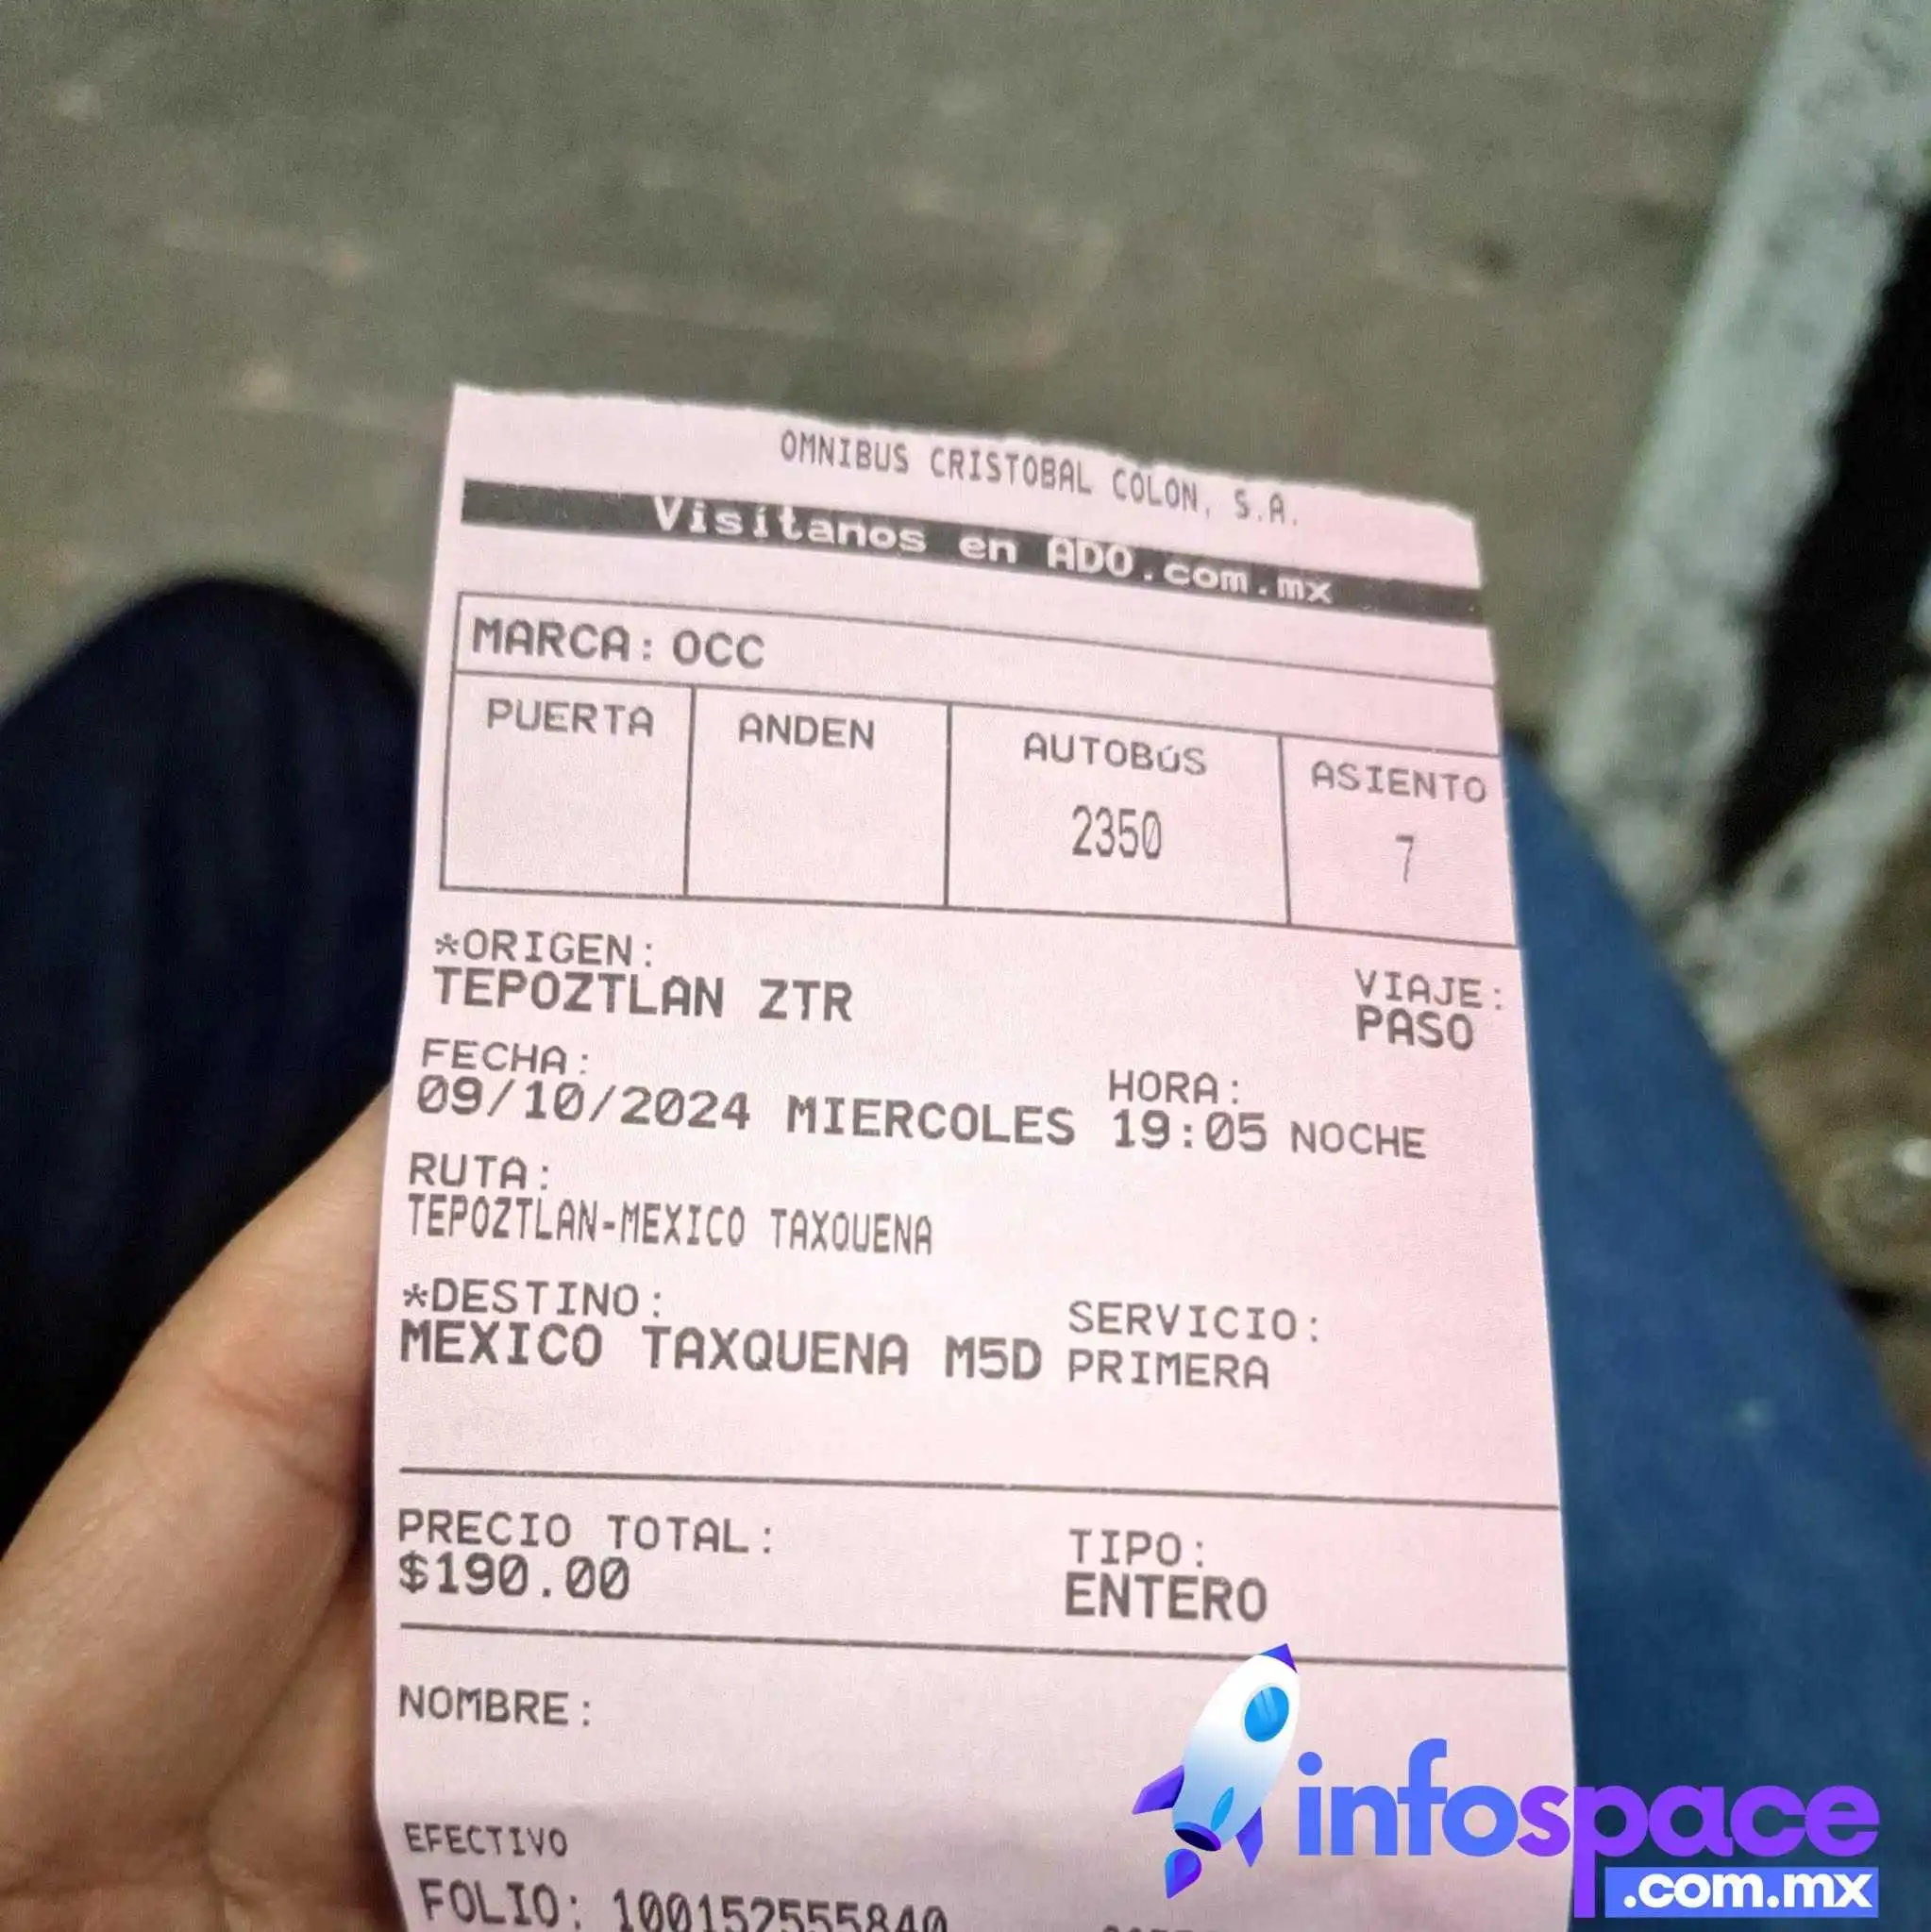 OMNIBUS CRISTOBAL COLON, S.A.
Visítanos en ADO.com.mx
MARCA: OCC
PUERTA ANDEN AUTOBÚS ASIENTO
2350 7
*ORIGEN: VIAJE:
TEPOZTLAN ZTR PASO
FECHA: HORA:
09/10/2024 MIERCOLES 19:05 NOCHE
RUTA:
TEPOZTLAN-MEXICO TAXQUENA
*DESTINO: SERVICIO:
MEXICO TAXQUENA M5D PRIMERA
PRECIO TOTAL: TIPO:
$190.00 ENTERO
NOMBRE:
EFECTIVO
FOLIO: 100152555840
infospace
.com.mx